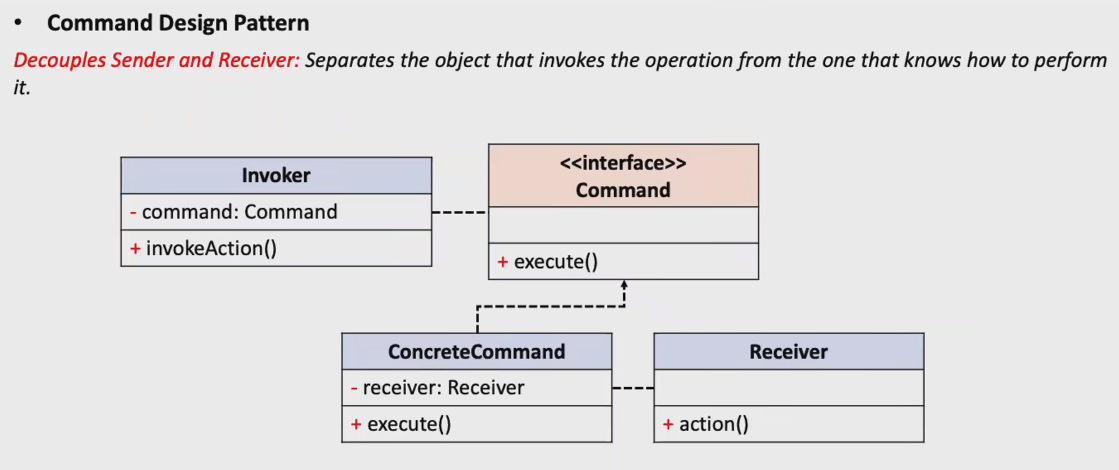 • Command Design Pattern
Decouples Sender and Receiver: Separates the object that invokes the operation from the one that knows how to perform
it.
Invoker
- command: Command
+ invokeAction()
<<interface>>
Command
+ execute()
ConcreteCommand
- receiver: Receiver
+ execute()
Receiver
+ action()